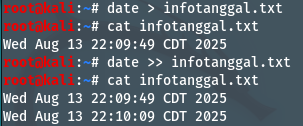 root@kali:~# date > infotanggal.txt
root@kali:~# cat infotanggal.txt
Wed Aug 13 22:09:49 CDT 2025
root@kali:~# date >> infotanggal.txt
root@kali:~# cat infotanggal.txt
Wed Aug 13 22:09:49 CDT 2025
Wed Aug 13 22:10:09 CDT 2025